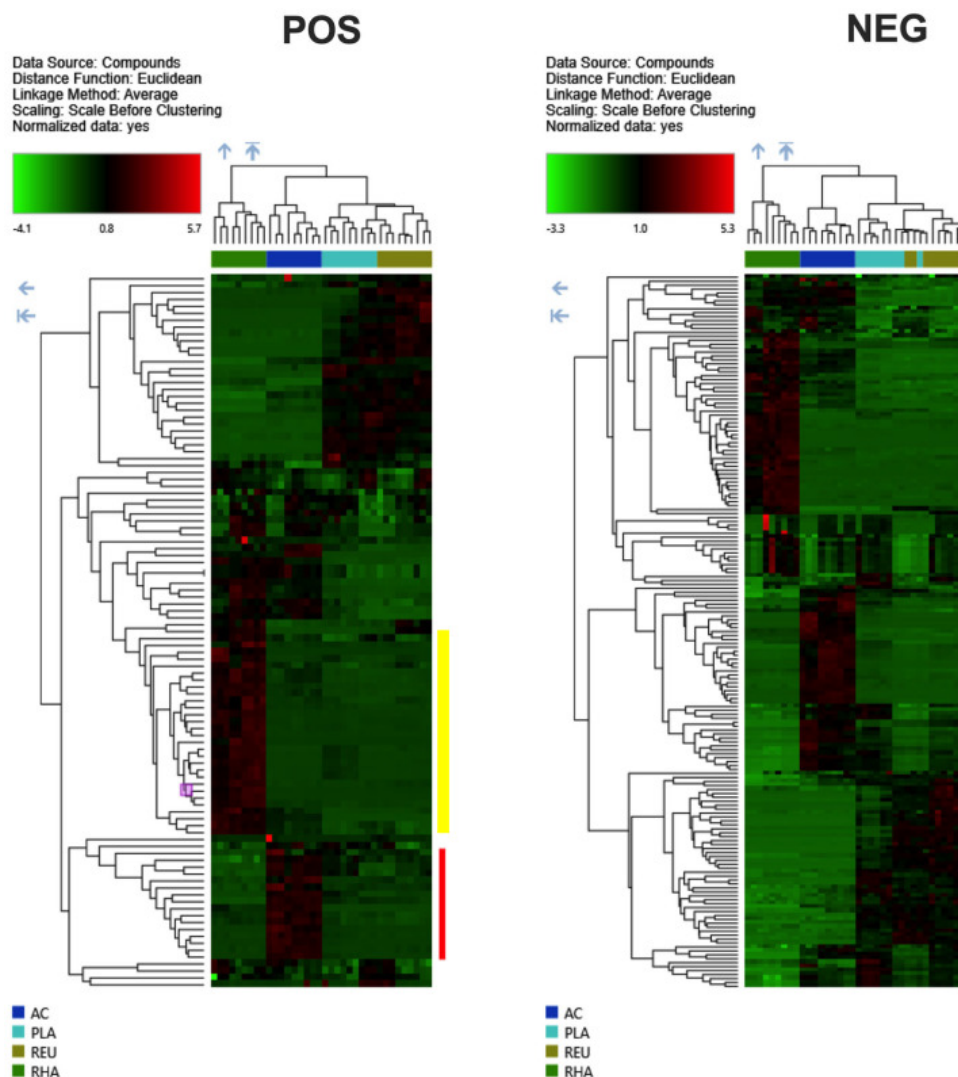 POS
Data Source: Compounds
Distance Function: Euclidean
Linkage Method: Average
Scaling: Scale Before Clustering
Normalized data: yes
-4.1 0.8 5.7
AC
PLA
REU
RHA
NEG
Data Source: Compounds
Distance Function: Euclidean
Linkage Method: Average
Scaling: Scale Before Clustering
Normalized data: yes
-3.3 1.0 5.3
AC
PLA
REU
RHA